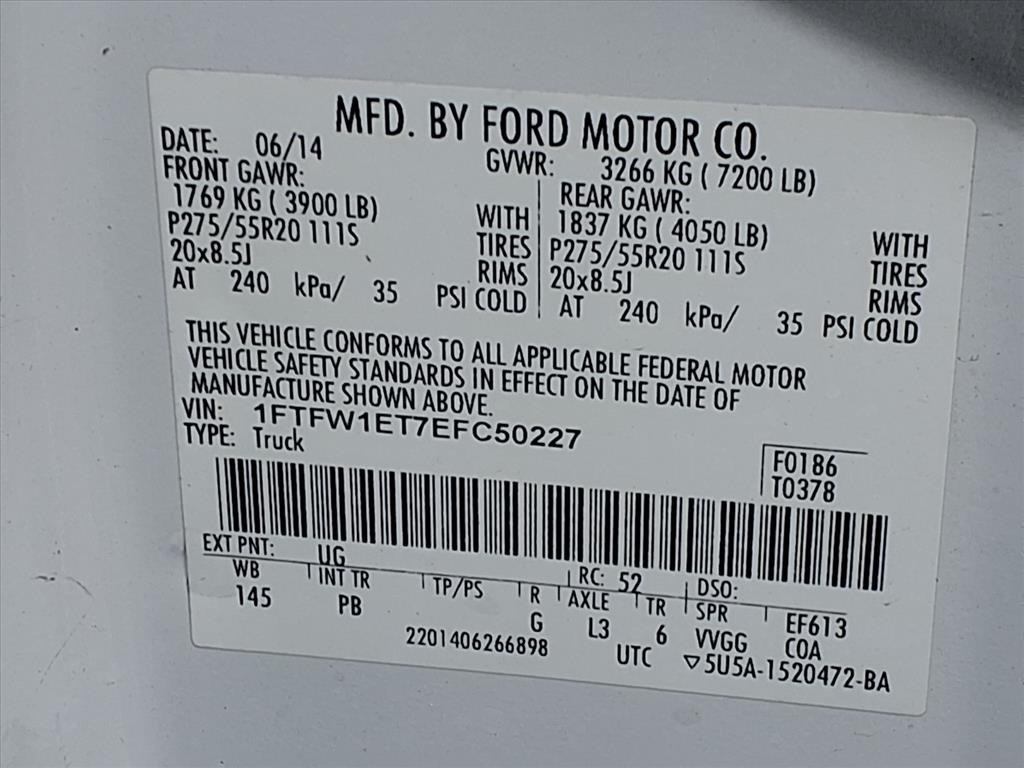 MFD. BY FORD MOTOR CO.
DATE: 06/14 GVWR: 3266 KG ( 7200 LB)
FRONT GAWR: REAR GAWR:
1769 KG ( 3900 LB) WITH 1837 KG ( 4050 LB) WITH
P275/55R20 111S TIRES P275/55R20 111S TIRES
20x8.5J RIMS 20x8.5J RIMS
AT 240 kPa/ 35 PSI COLD AT 240 kPa/ 35 PSI COLD
THIS VEHICLE CONFORMS TO ALL APPLICABLE FEDERAL MOTOR
VEHICLE SAFETY STANDARDS IN EFFECT ON THE DATE OF
MANUFACTURE SHOWN ABOVE.
VIN: 1FTFW1ET7EFC50227
TYPE: Truck
F0186
T0378
EXT PNT: UG RC: 52 DSO:
WB INT TR TP/PS R AXLE TR SPR EF613
145 PB G L3 6 VVGG COA
2201406266898 UTC ▽5U5A-1520472-BA